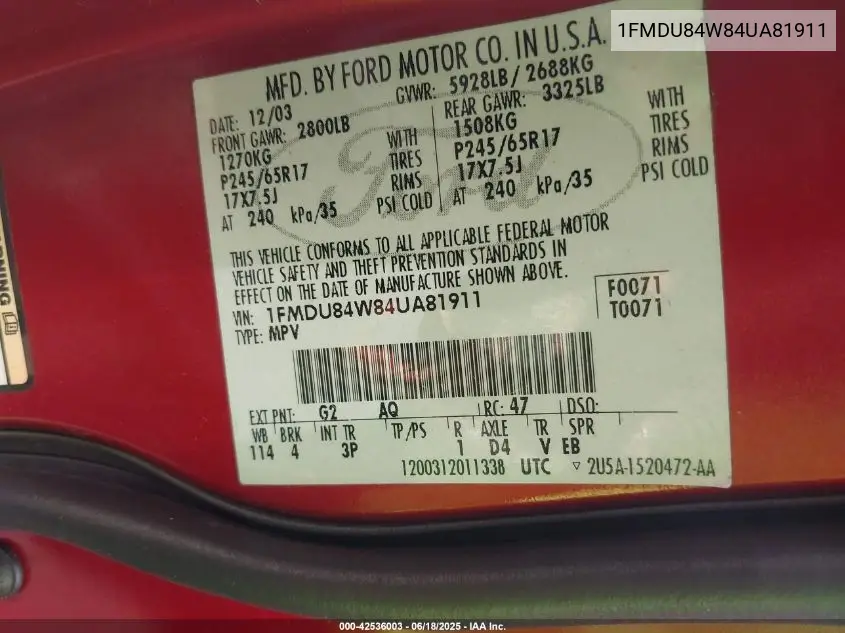 1FMDU84W84UA81911
MFD. BY FORD MOTOR CO. IN U.S.A.
DATE: 12/03 GVWR: 5928LB/ 2688KG
FRONT GAWR: 2800LB REAR GAWR: 3325LB
1270KG WITH 1508KG WITH
P245/65R17 TIRES P245/65R17 TIRES
17X7.5J RIMS 17X7.5J RIMS
AT 240 kPa/35 PSI COLD AT 240 kPa/35 PSI COLD
THIS VEHICLE CONFORMS TO ALL APPLICABLE FEDERAL MOTOR
VEHICLE SAFETY AND THEFT PREVENTION STANDARDS IN
EFFECT ON THE DATE OF MANUFACTURE SHOWN ABOVE.
VIN: 1FMDU84W84UA81911 F0071
TYPE: MPV T0071
EXT PNT: G2 AQ RC: 47 DSO:
WB BRK INT TR TP/PS R AXLE TR SPR
114 4 3P 1 D4 V EB
1200312011338 UTC ▽ 2U5A-1520472-AA
Ford
000-42536003 - 06/18/2025 - IAA Inc.